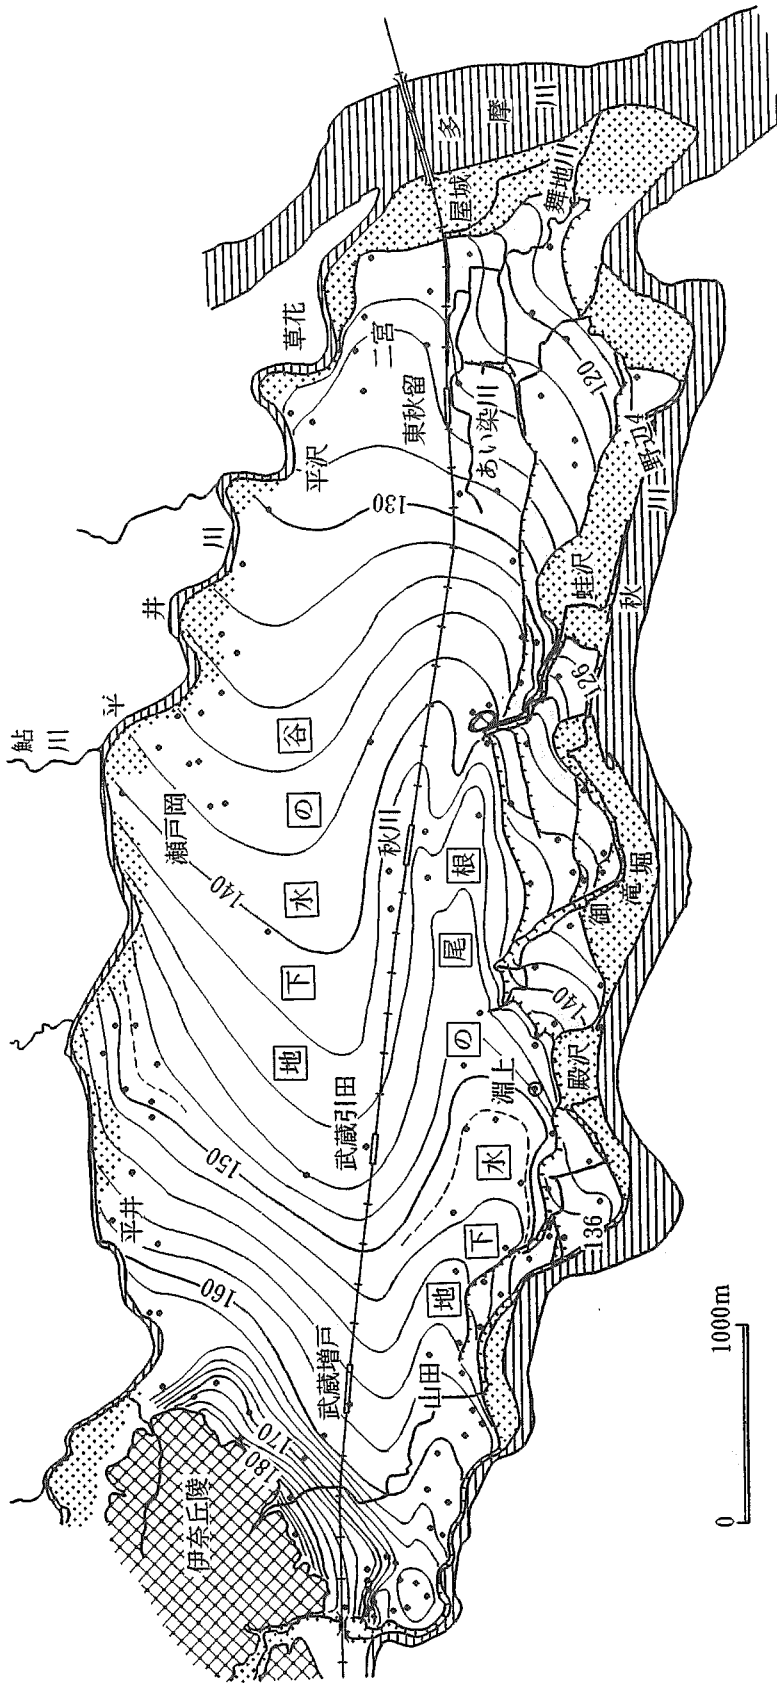 鮎川
平井川
草花
多摩川
屋城
舞地川
二宮
東秋留
平沢
あい染川
130
120
野辺4
秋川
蛙沢
126
瀬戸岡
140
地下水の谷
秋川
地下水の尾根
御滝堀
140
殿沢
淵上
武蔵引田
150
平井
136
160
武蔵増戸
山田
170
180
伊奈丘陵
0
1000m